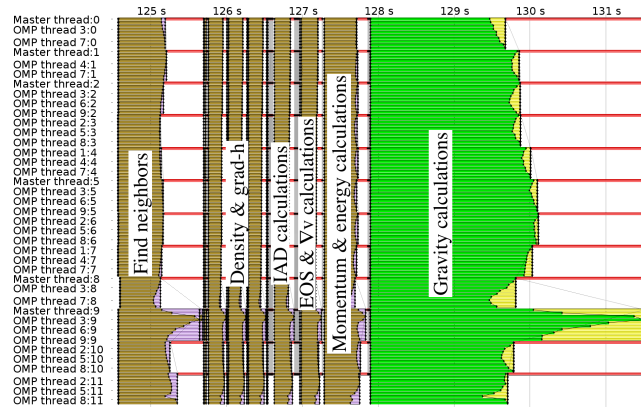 125 s 126 s 127 s 128 s 129 s 130 s 131 s
Master thread:0
OMP thread 3:0
OMP thread 7:0
Master thread:1
OMP thread 4:1
OMP thread 7:1
Master thread:2
OMP thread 3:2
OMP thread 6:2
OMP thread 9:2
OMP thread 2:3
OMP thread 5:3
OMP thread 8:3
OMP thread 1:4
OMP thread 4:4
OMP thread 7:4
Master thread:5
OMP thread 3:5
OMP thread 6:5
OMP thread 9:5
OMP thread 2:6
OMP thread 5:6
OMP thread 8:6
OMP thread 1:7
OMP thread 4:7
OMP thread 7:7
Master thread:8
OMP thread 3:8
OMP thread 7:8
Master thread:9
OMP thread 3:9
OMP thread 6:9
OMP thread 9:9
OMP thread 2:10
OMP thread 5:10
OMP thread 8:10
OMP thread 2:11
OMP thread 5:11
OMP thread 8:11
Find neighbors
Density & grad-h
IAD calculations
EOS & ∇v calculations
Momentum & energy calculations
Gravity calculations